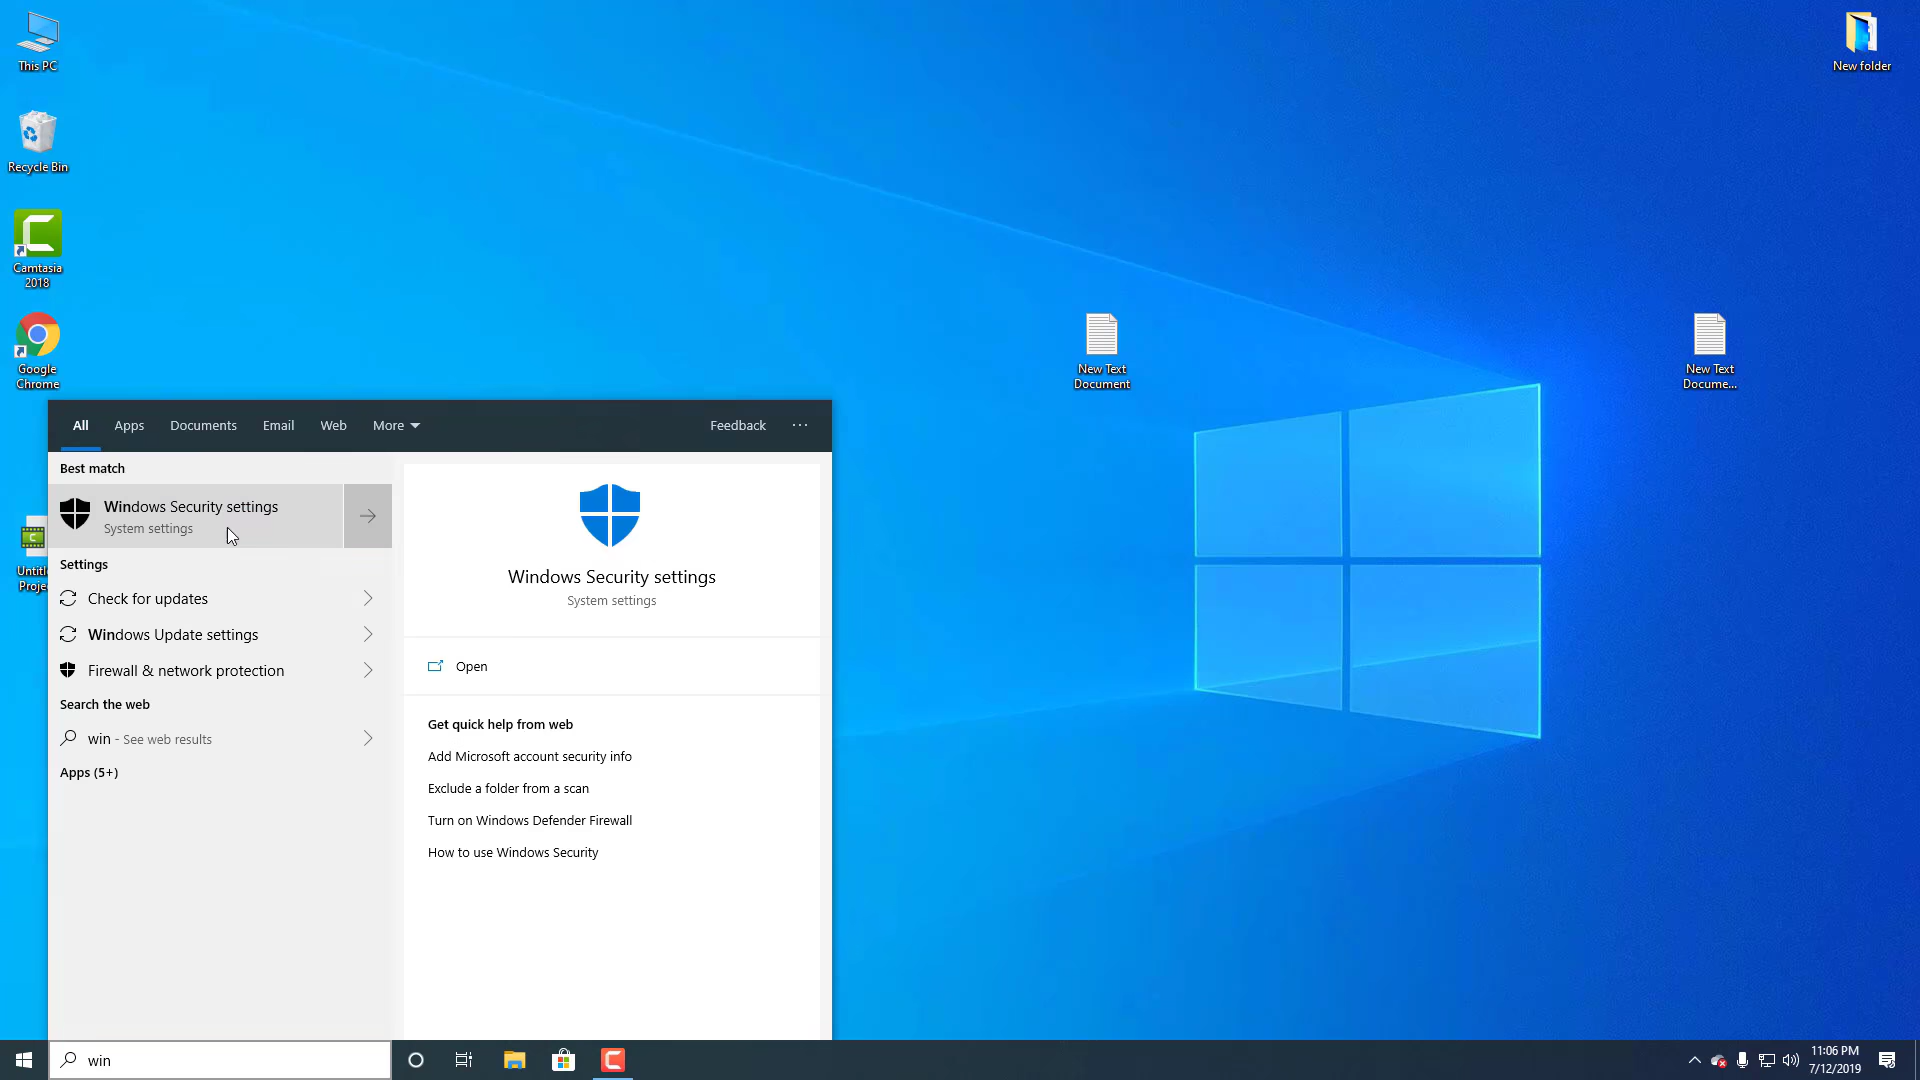 This PC
Recycle Bin
Camtasia
2018
Google
Chrome
Untitle
Projec
New folder
New Text
Document
New Text
Docume...
All
Apps
Documents
Email
Web
More
Feedback
...
Best match
Windows Security settings
System settings
Settings
Check for updates
Windows Update settings
Firewall & network protection
Search the web
win - See web results
Apps (5+)
Windows Security settings
System settings
Open
Get quick help from web
Add Microsoft account security info
Exclude a folder from a scan
Turn on Windows Defender Firewall
How to use Windows Security
win
11:06 PM
7/12/2019